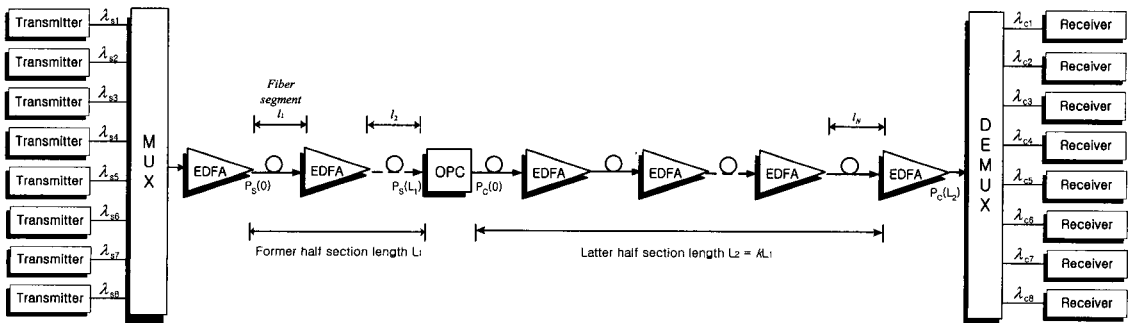 Transmitter λs1
Transmitter λs2
Transmitter λs3
Transmitter λs4
Transmitter λs5
Transmitter λs6
Transmitter λs7
Transmitter λs8
MUX
Fiber
segment
l1
l2
lN
EDFA
EDFA
OPC
EDFA
EDFA
EDFA
EDFA
PS(0)
PS(L1)
PC(0)
PC(L2)
Former half section length L1
Latter half section length L2 = kL1
DEMUX
λc1 Receiver
λc2 Receiver
λc3 Receiver
λc4 Receiver
λc5 Receiver
λc6 Receiver
λc7 Receiver
λc8 Receiver